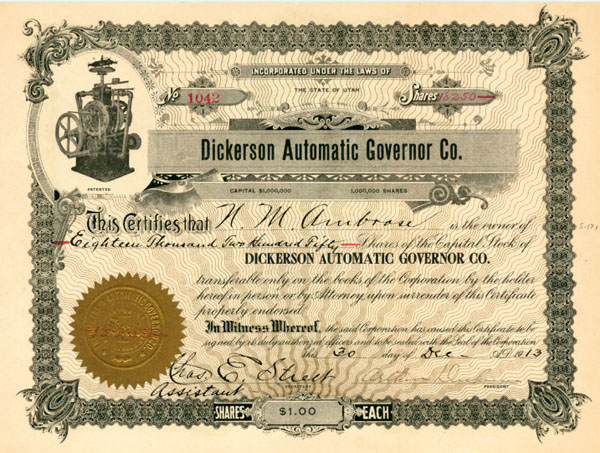 INCORPORATED UNDER THE LAWS OF
THE STATE OF UTAH
No 1042
Shares 18250
Dickerson Automatic Governor Co.
PATENTED
CAPITAL $1,000,000 1,000,000 SHARES
This Certifies that N. M. Ambrose is the owner of
Eighteen Thousand Two Hundred Fifty Shares of the Capital Stock of
DICKERSON AUTOMATIC GOVERNOR CO.
transferable only on the books of the Corporation by the holder
hereof in person or by Attorney upon surrender of this Certificate
properly endorsed.
In Witness Whereof, the said Corporation has caused this Certificate to be
signed by its duly authorized officers and to be sealed with the Seal of the Corporation
this 30 day of Dec A.D. 1913
Chas. E. Street
Assistant SECRETARY PRESIDENT
SHARES $1.00 EACH